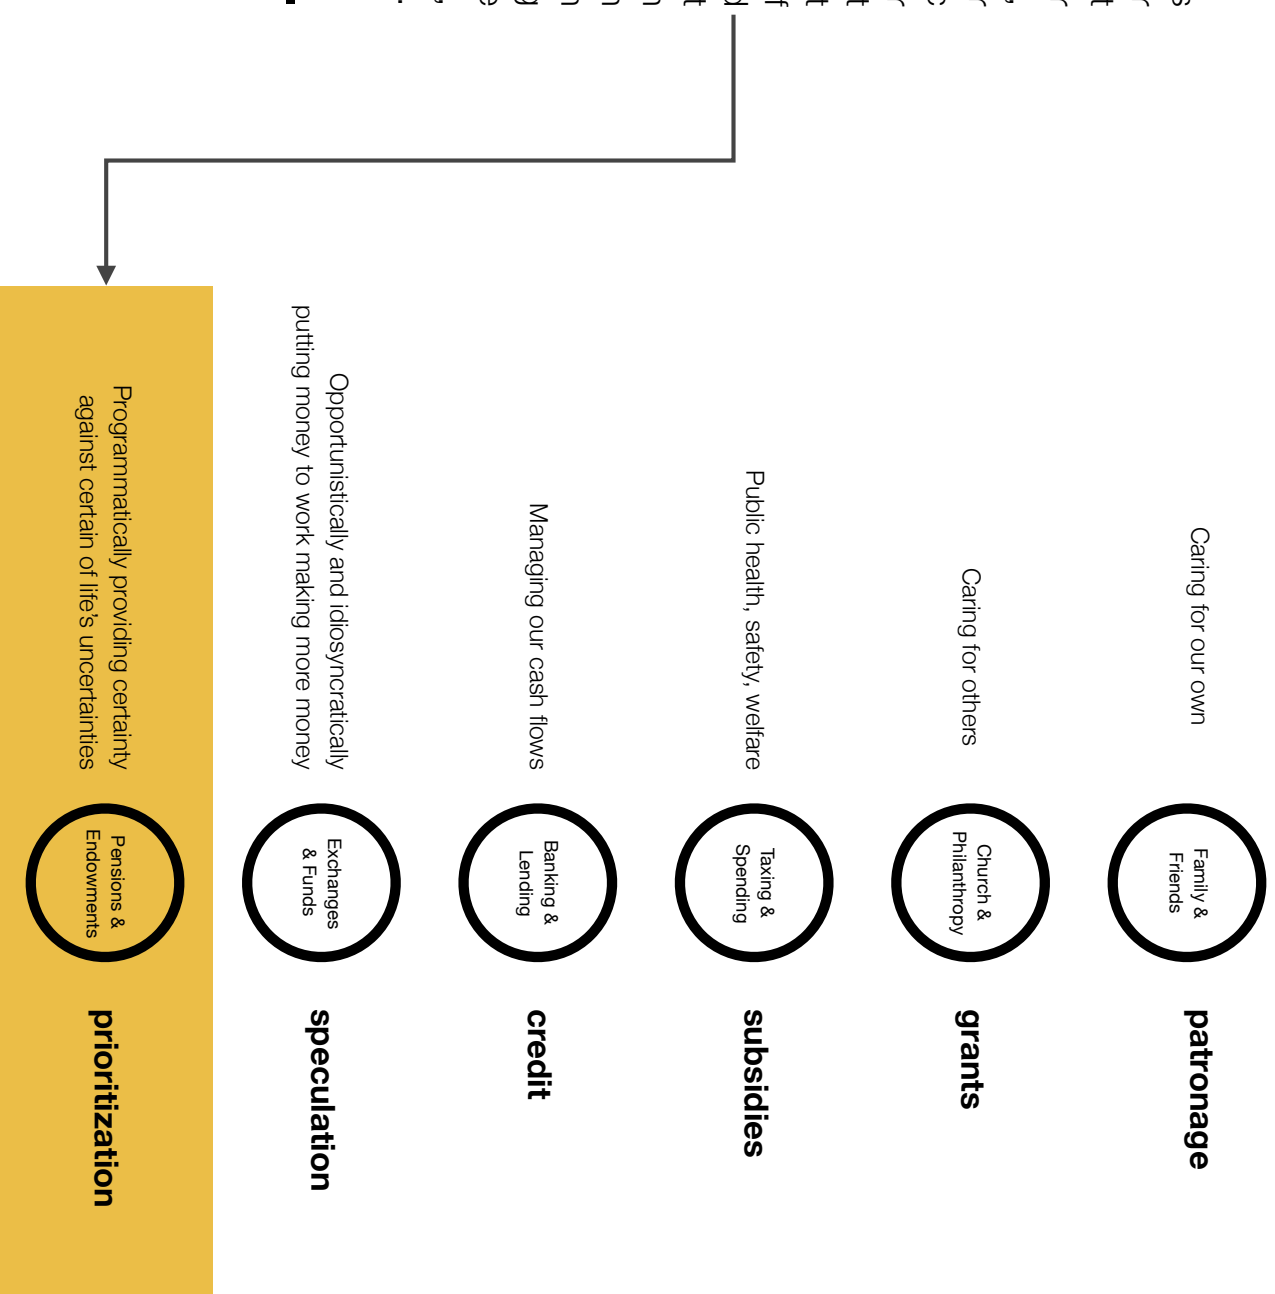 Caring for our own
Family &
Friends
patronage
Caring for others
Church &
Philanthropy
grants
Public health, safety, welfare
Taxing &
Spending
subsidies
Managing our cash flows
Banking &
Lending
credit
Opportunistically and idiosyncratically
putting money to work making more money
Exchanges
& Funds
speculation
Programmatically providing certainty
against certain of life’s uncertainties
Pensions &
Endowments
prioritization